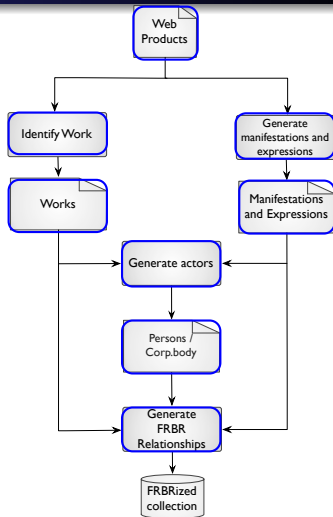 Web
Products
Identify Work
Generate
manifestations and
expressions
Works
Manifestations
and Expressions
Generate actors
Persons /
Corp.body
Generate
FRBR
Relationships
FRBRized
collection